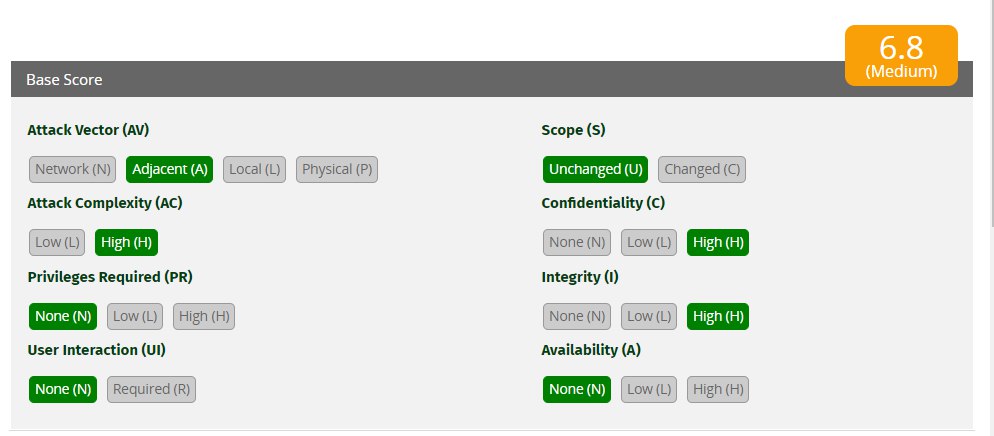 6.8
(Medium)
Base Score
Attack Vector (AV)
Network (N) Adjacent (A) Local (L) Physical (P)
Attack Complexity (AC)
Low (L) High (H)
Privileges Required (PR)
None (N) Low (L) High (H)
User Interaction (UI)
None (N) Required (R)
Scope (S)
Unchanged (U) Changed (C)
Confidentiality (C)
None (N) Low (L) High (H)
Integrity (I)
None (N) Low (L) High (H)
Availability (A)
None (N) Low (L) High (H)